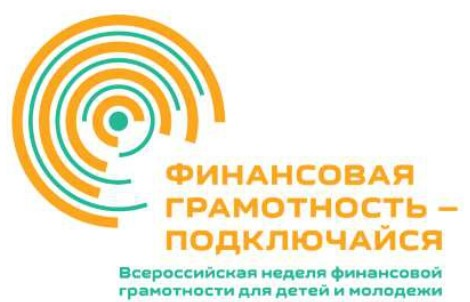 ФИНАНСОВАЯ
ГРАМОТНОСТЬ –
ПОДКЛЮЧАЙСЯ
Всероссийская неделя финансовой
грамотности для детей и молодежи